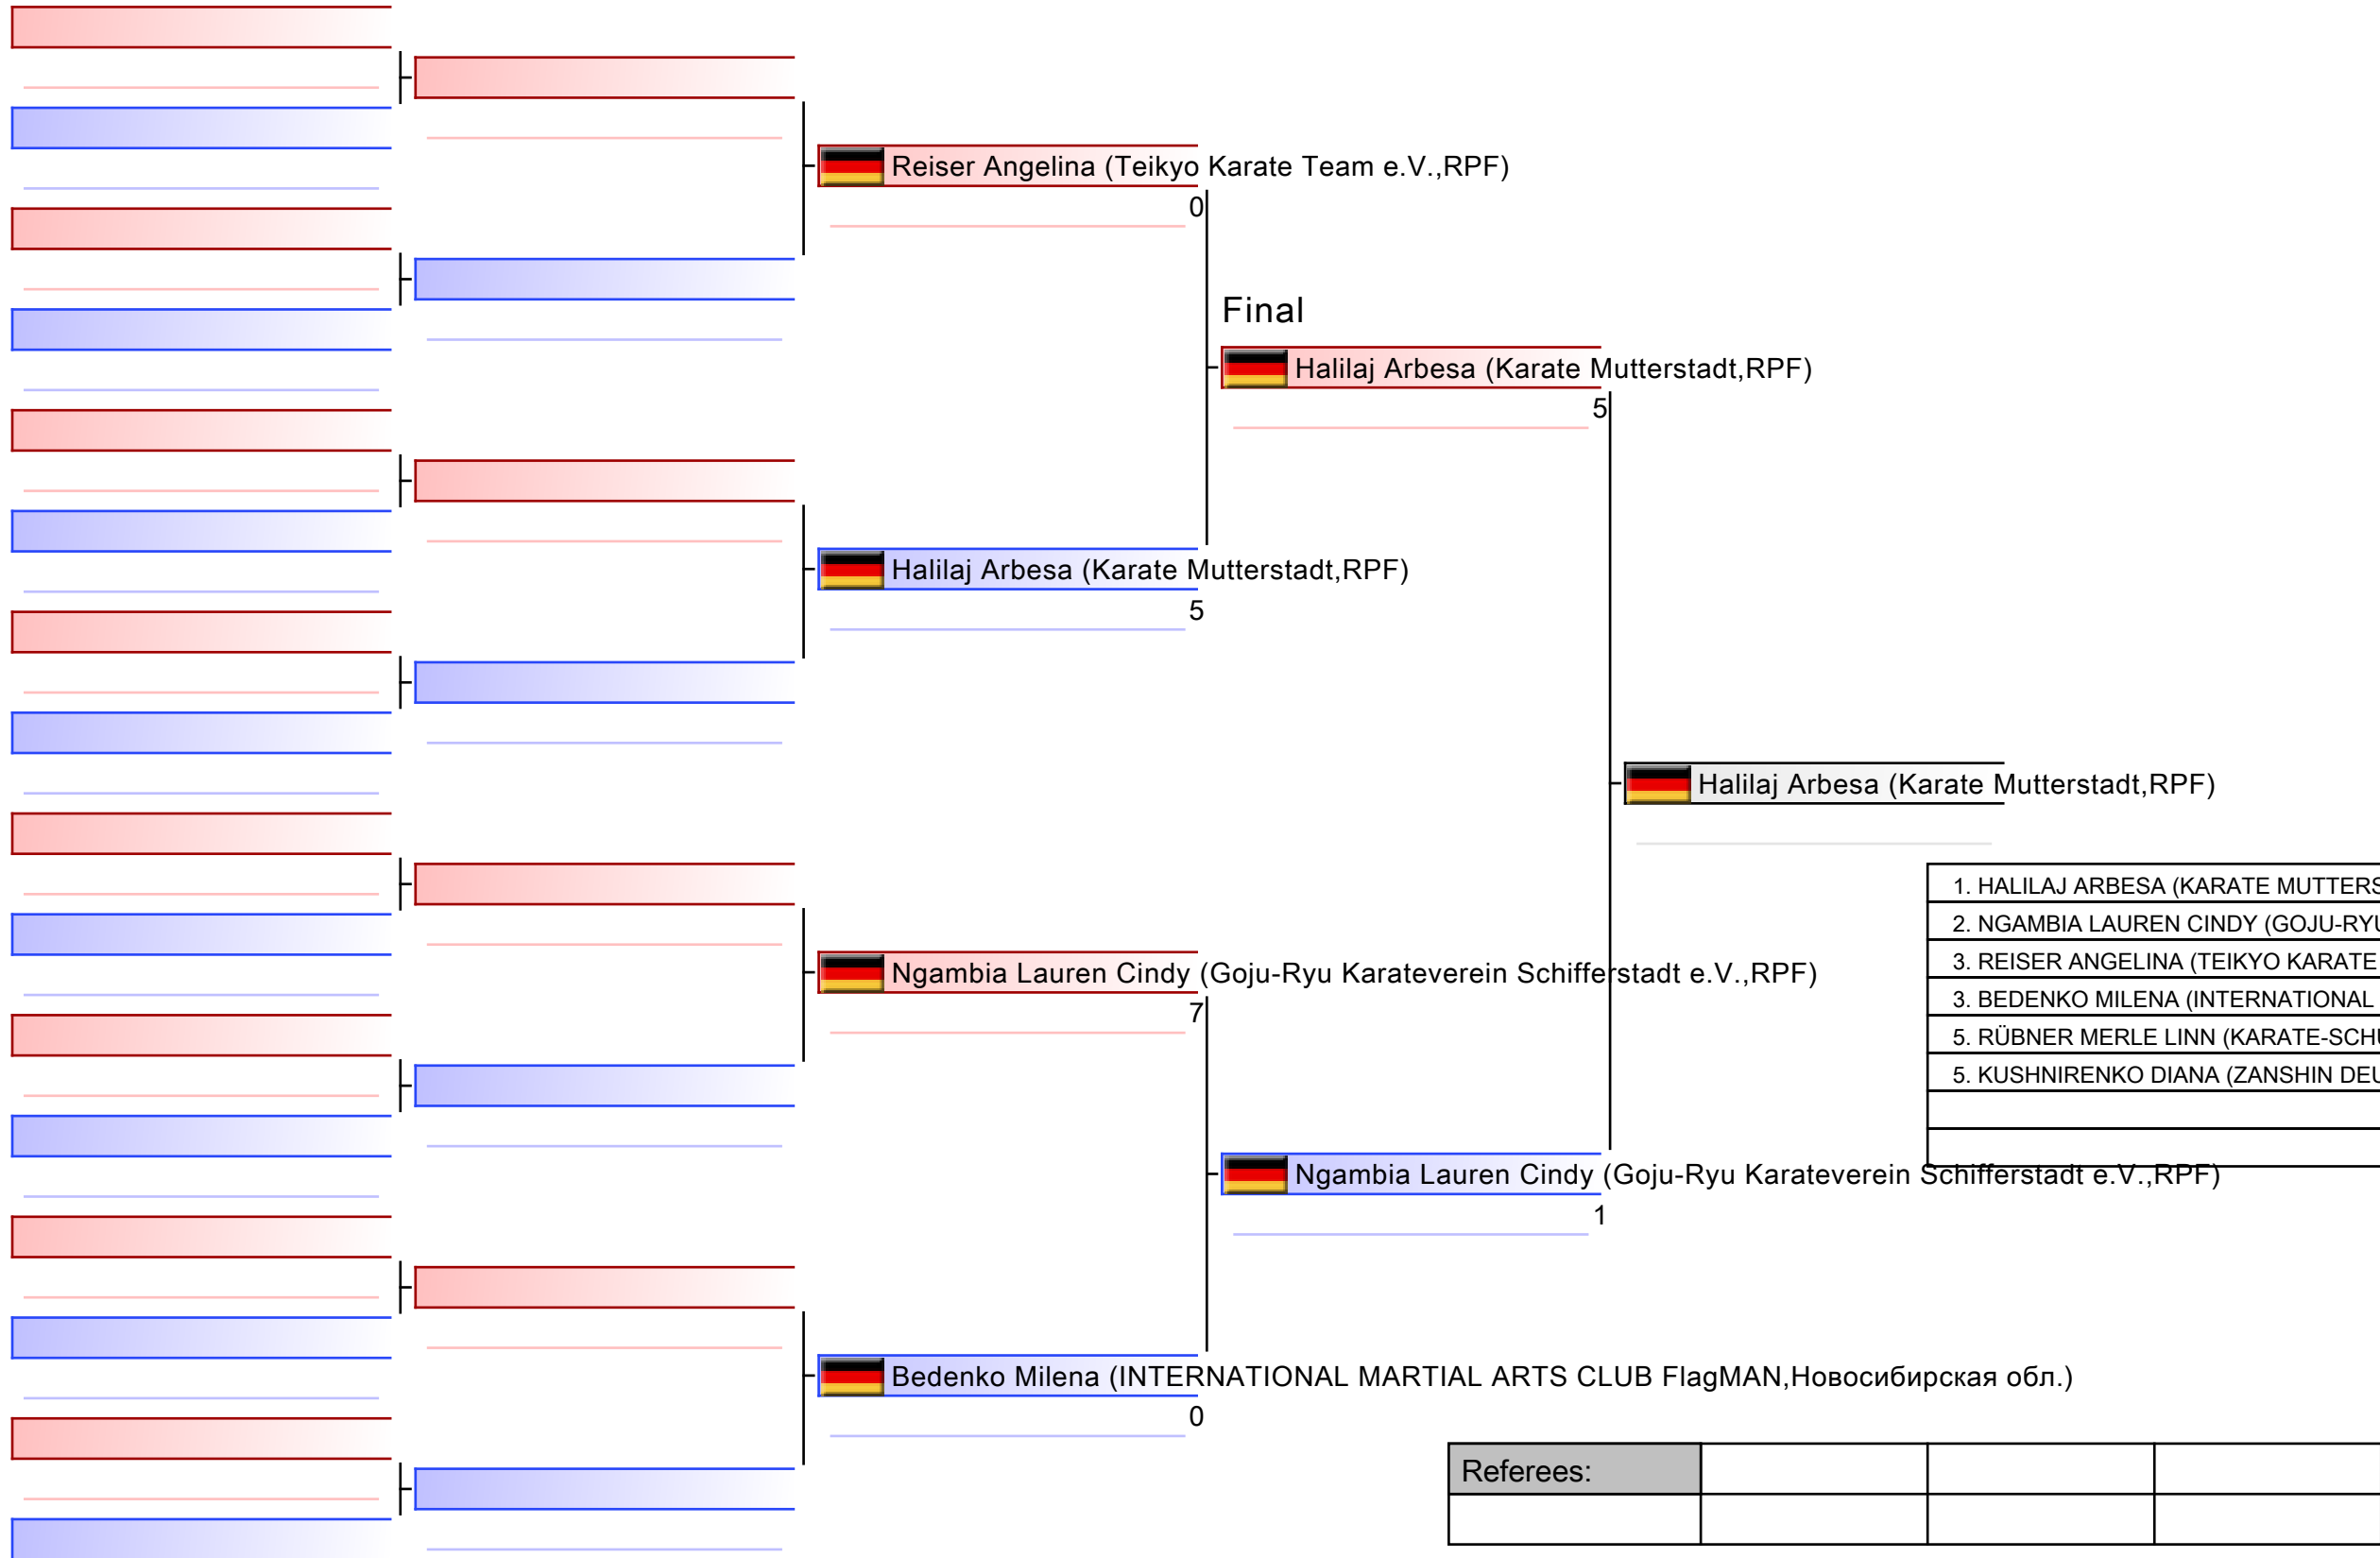 Reiser Angelina (Teikyo Karate Team e.V.,RPF)
0
Final
Halilaj Arbesa (Karate Mutterstadt,RPF)
5
Halilaj Arbesa (Karate Mutterstadt,RPF)
5
Halilaj Arbesa (Karate Mutterstadt,RPF)
1. HALILAJ ARBESA (KARATE MUTTERS
2. NGAMBIA LAUREN CINDY (GOJU-RYU
3. REISER ANGELINA (TEIKYO KARATE
3. BEDENKO MILENA (INTERNATIONAL
5. RÜBNER MERLE LINN (KARATE-SCHU
5. KUSHNIRENKO DIANA (ZANSHIN DEU
Ngambia Lauren Cindy (Goju-Ryu Karateverein Schifferstadt e.V.,RPF)
7
Ngambia Lauren Cindy (Goju-Ryu Karateverein Schifferstadt e.V.,RPF)
1
Bedenko Milena (INTERNATIONAL MARTIAL ARTS CLUB FlagMAN,Новосибирская обл.)
0
Referees: